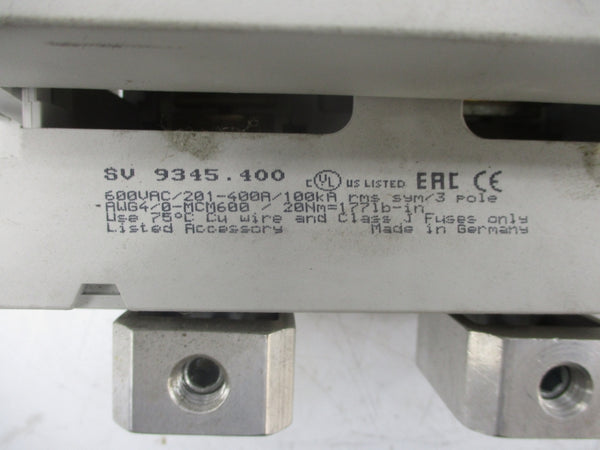 SV 9345.400 c UL US LISTED EAC CE
600VAC/201-400A/100kA rms sym/3 pole
-AWG4/0-MCM600 / 20Nm=177lb-in
Use 75°C Cu wire and Class J Fuses only
Listed Accessory Made in Germany